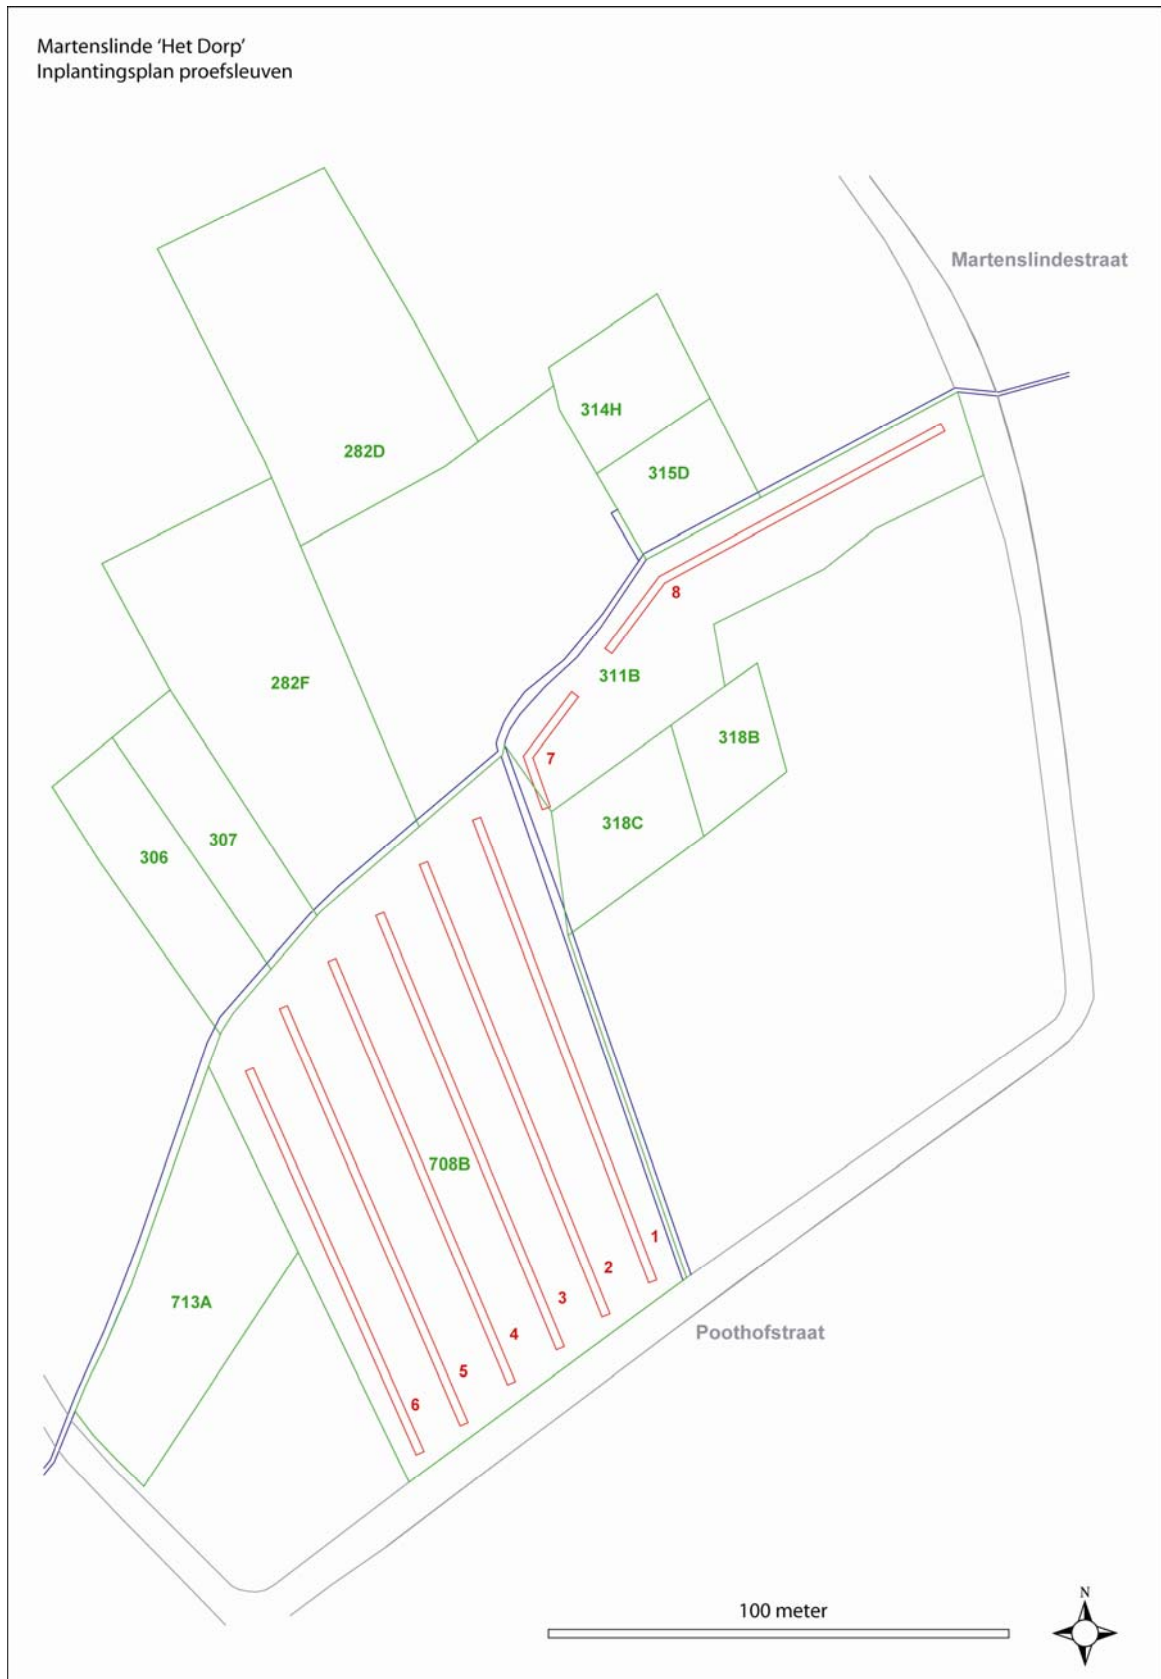 Martenslinde ‘Het Dorp’
Inplantingsplan proefsleuven
Martenslindestraat
314H
282D
315D
8
311B
282F
318B
7
318C
307
306
708B
1
2
3
713A
4
Poothofstraat
5
6
N
100 meter